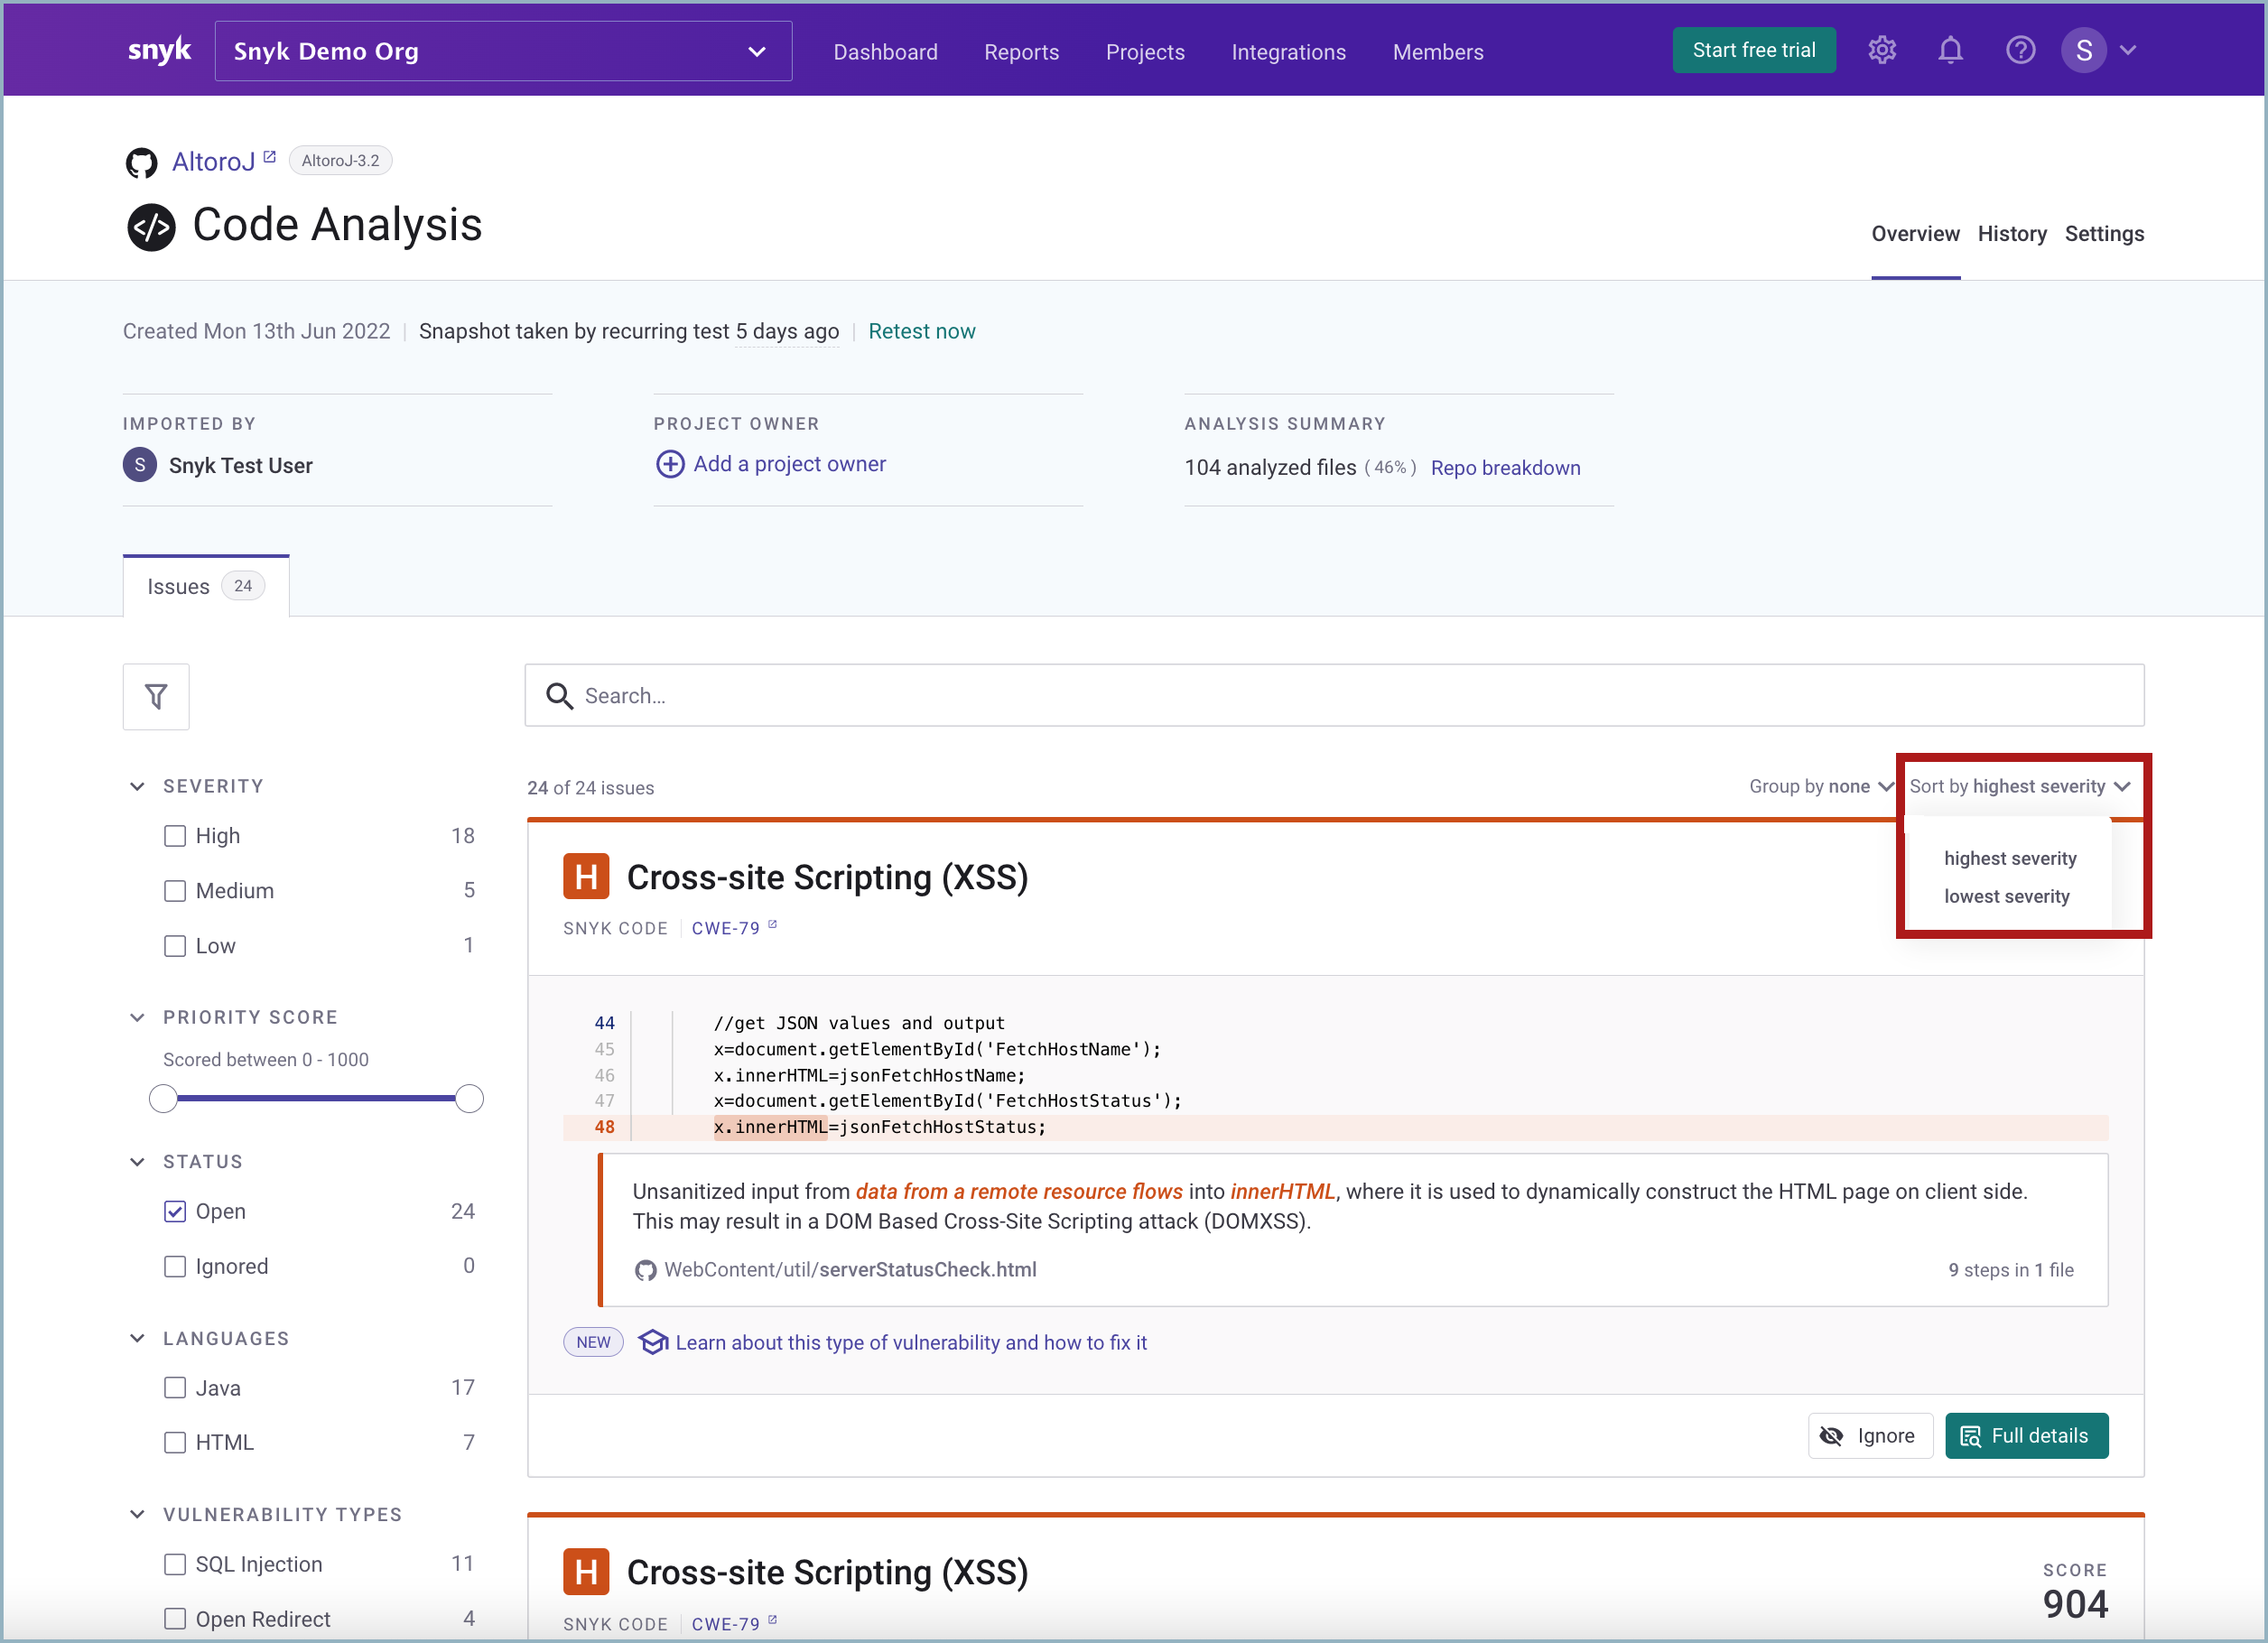 snyk
Snyk Demo Org
Dashboard
Reports
Projects
Integrations
Members
Start free trial
S
AltoroJ
AltoroJ-3.2
Code Analysis
Overview
History
Settings
Created Mon 13th Jun 2022 | Snapshot taken by recurring test 5 days ago | Retest now
IMPORTED BY
S Snyk Test User
PROJECT OWNER
Add a project owner
ANALYSIS SUMMARY
104 analyzed files (46%) Repo breakdown
Issues 24
Search...
SEVERITY
High 18
Medium 5
Low 1
PRIORITY SCORE
Scored between 0 - 1000
STATUS
Open 24
Ignored 0
LANGUAGES
Java 17
HTML 7
VULNERABILITY TYPES
SQL Injection 11
Open Redirect 4
24 of 24 issues
Group by none
Sort by highest severity
highest severity
lowest severity
H Cross-site Scripting (XSS)
SNYK CODE | CWE-79
44 //get JSON values and output
45 x=document.getElementById('FetchHostName');
46 x.innerHTML=jsonFetchHostName;
47 x=document.getElementById('FetchHostStatus');
48 x.innerHTML=jsonFetchHostStatus;
Unsanitized input from data from a remote resource flows into innerHTML, where it is used to dynamically construct the HTML page on client side.
This may result in a DOM Based Cross-Site Scripting attack (DOMXSS).
WebContent/util/serverStatusCheck.html
9 steps in 1 file
NEW Learn about this type of vulnerability and how to fix it
Ignore
Full details
H Cross-site Scripting (XSS)
SNYK CODE | CWE-79
SCORE
904